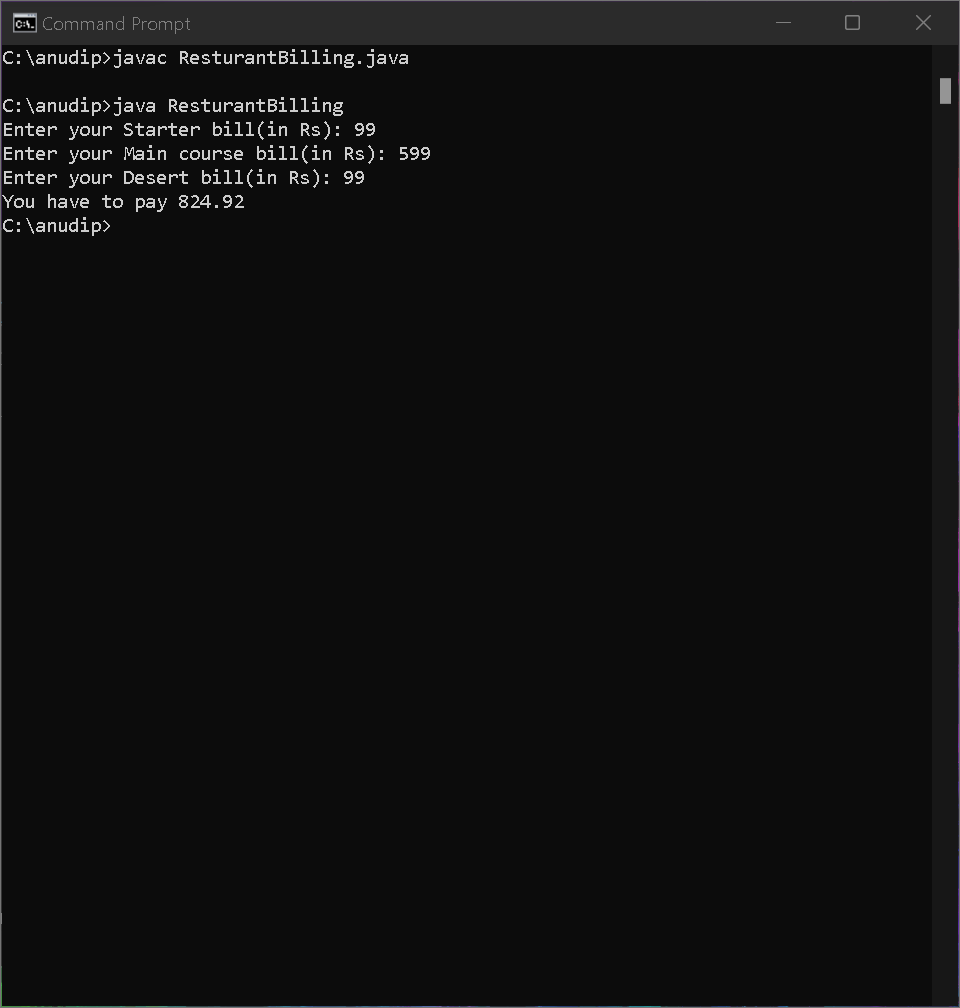 Command Prompt
C:\anudip>javac ResturantBilling.java
C:\anudip>java ResturantBilling
Enter your Starter bill(in Rs): 99
Enter your Main course bill(in Rs): 599
Enter your Desert bill(in Rs): 99
You have to pay 824.92
C:\anudip>